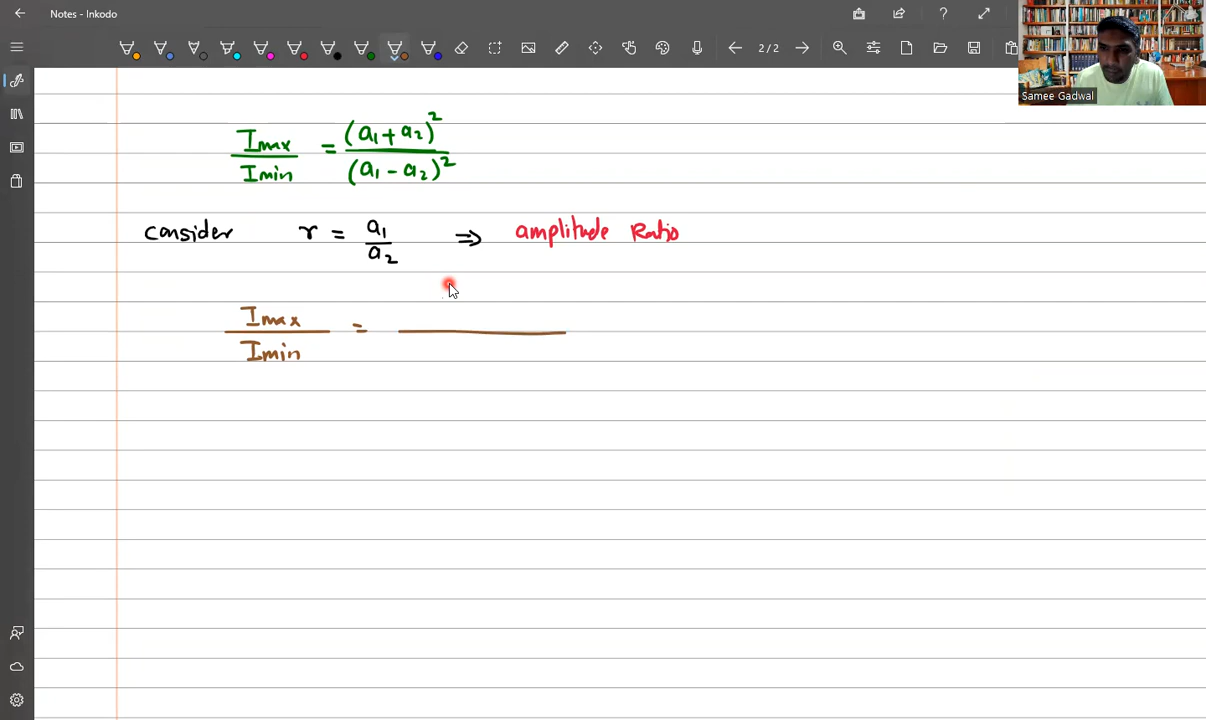 Notes - Inkodo
2/2
Samee Gadwal
Imax / Imin = (a₁+a₂)² / (a₁-a₂)²
consider r = a₁/a₂ ⇒ amplitude Ratio
Imax / Imin =